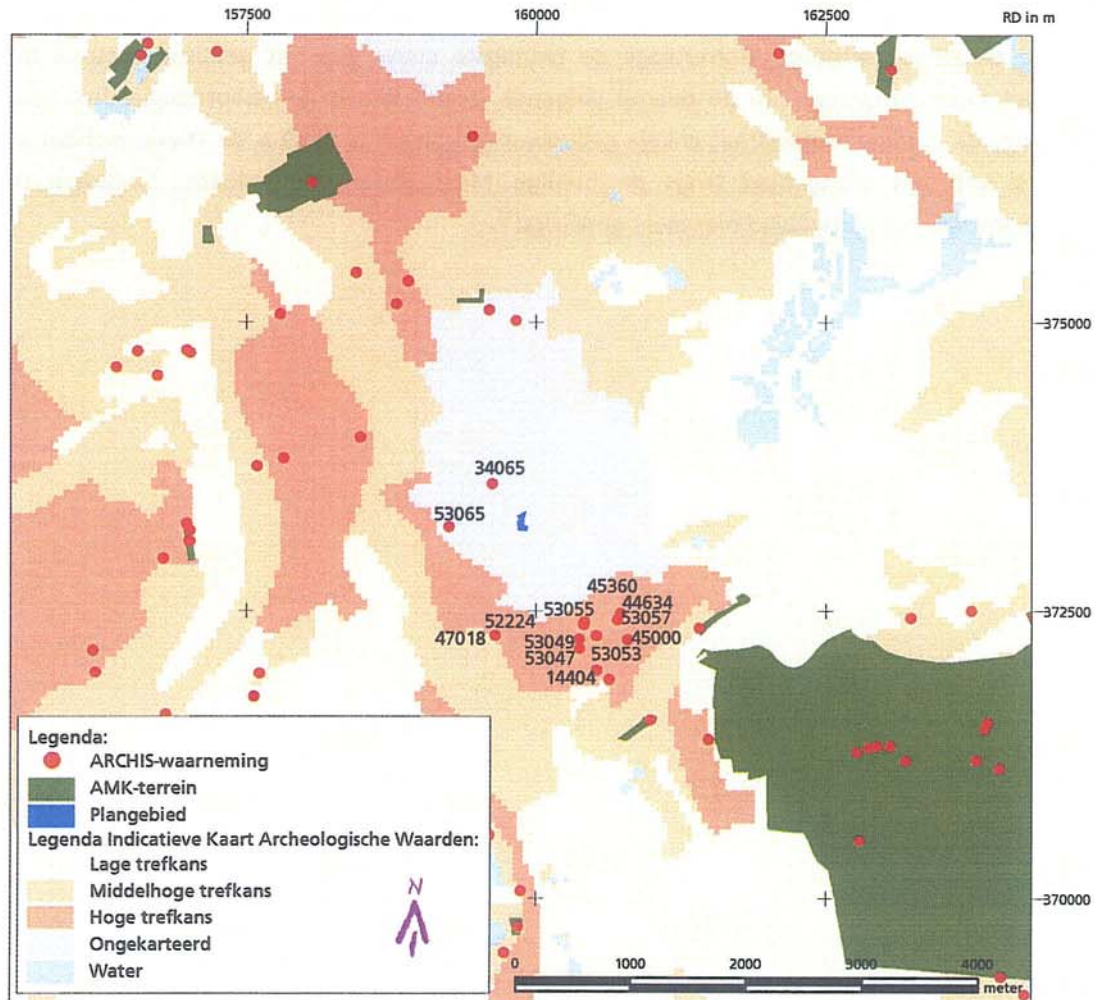 157500 160000 162500 RD in m
375000
34065
53065
45360
53055 44634
52224 53057
47018 53049 45000
53047 53053
14404
372500
Legenda:
ARCHIS-waarneming
AMK-terrein
Plangebied
Legenda Indicatieve Kaart Archeologische Waarden:
Lage trefkans
Middelhoge trefkans
Hoge trefkans
Ongekarteerd
Water
N
370000
0 1000 2000 3000 4000
meter